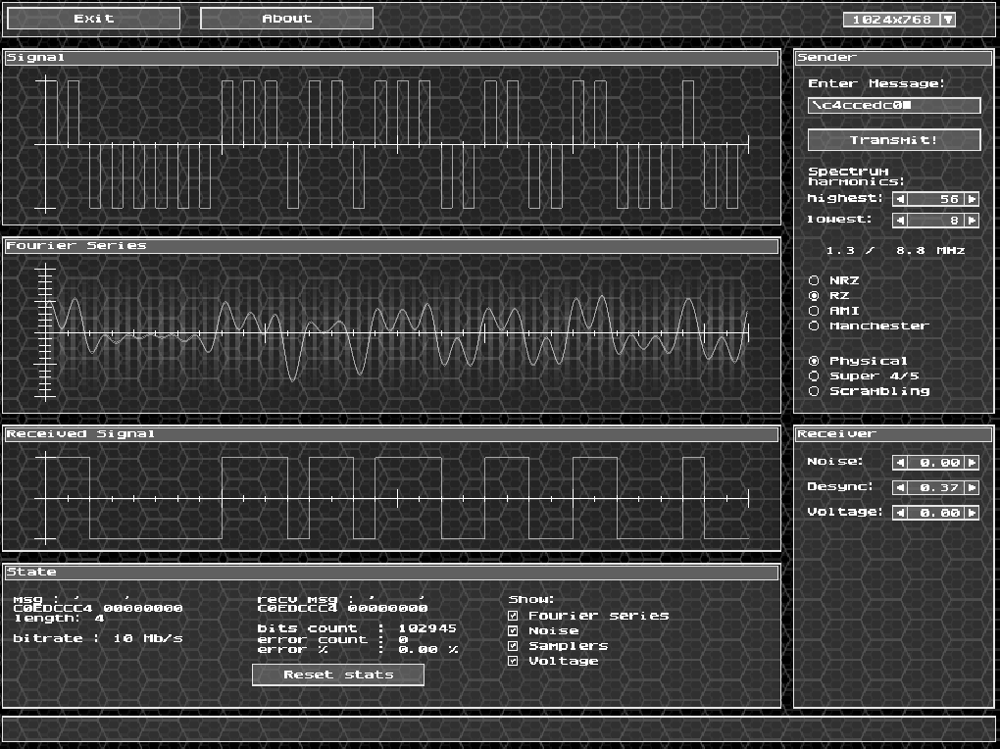 Exit
About
1024x768
Signal
Sender
Enter Message:
\c4ccedc0
Transmit!
Spectrum
harmonics:
highest: 56
lowest: 8
1.3 / 8.8 MHz
NRZ
RZ
AMI
Manchester
Physical
Super 4/5
Scrambling
Fourier Series
Received Signal
Receiver
Noise: 0.00
Desync: 0.37
Voltage: 0.00
State
msg : ' '
C0EDCCC4 00000000
length: 4
bitrate : 10 Mb/s
recv msg : ' '
C0EDCCC4 00000000
bits count : 102945
error count : 0
error % : 0.00 %
Reset stats
Show:
Fourier series
Noise
Samplers
Voltage